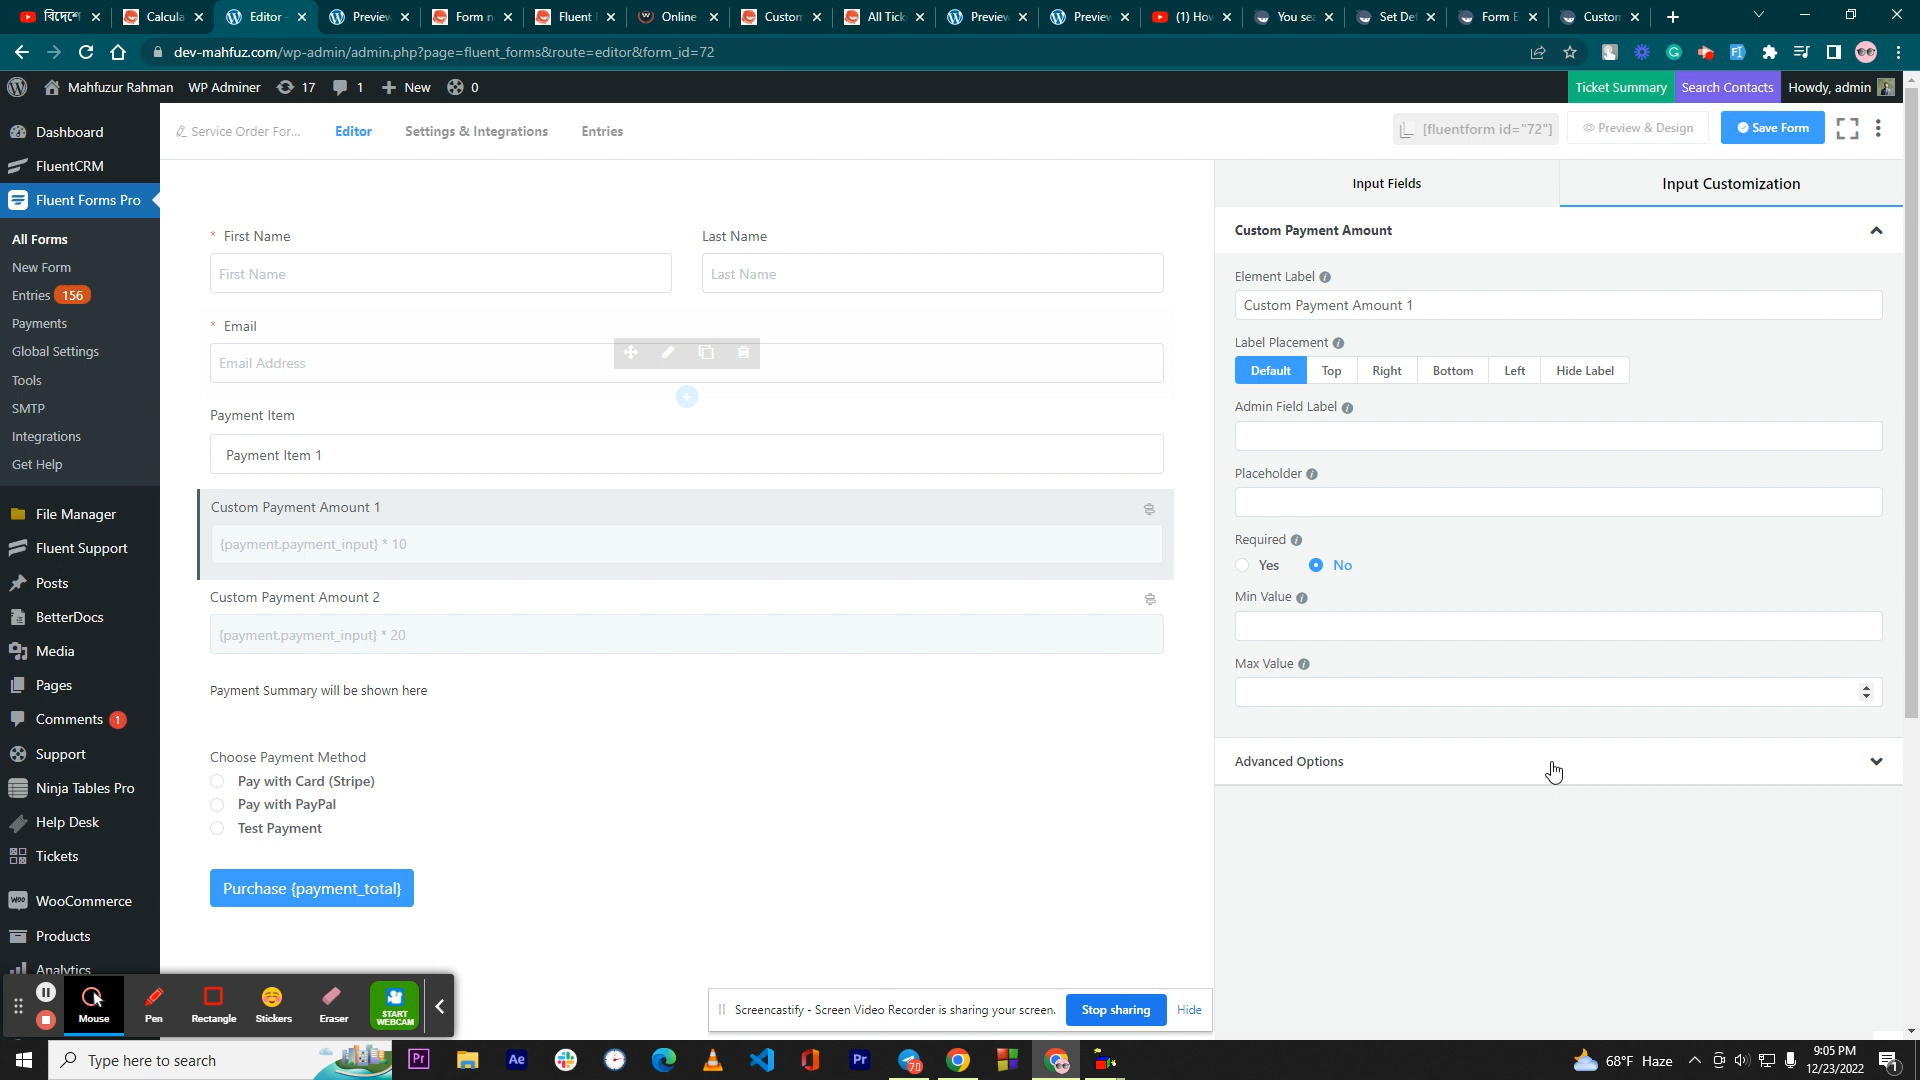 বিদেশে
Calcula
Editor
Preview
Form n
Fluent F
Online
Custom
All Tick
Preview
Preview
(1) How
You sea
Set Def
Form E
Custom
dev-mahfuz.com/wp-admin/admin.php?page=fluent_forms&route=editor&form_id=72
Mahfuzur Rahman
WP Adminer
17
1
New
0
Ticket Summary
Search Contacts
Howdy, admin
Dashboard
FluentCRM
Fluent Forms Pro
All Forms
New Form
Entries 156
Payments
Global Settings
Tools
SMTP
Integrations
Get Help
File Manager
Fluent Support
Posts
BetterDocs
Media
Pages
Comments 1
Support
Ninja Tables Pro
Help Desk
Tickets
WooCommerce
Products
Analytics
Service Order For...
Editor
Settings & Integrations
Entries
[fluentform id="72"]
Preview & Design
Save Form
* First Name
First Name
Last Name
Last Name
* Email
Email Address
Payment Item
Payment Item 1
Custom Payment Amount 1
{payment.payment_input} * 10
Custom Payment Amount 2
{payment.payment_input} * 20
Payment Summary will be shown here
Choose Payment Method
Pay with Card (Stripe)
Pay with PayPal
Test Payment
Purchase {payment_total}
Input Fields
Input Customization
Custom Payment Amount
Element Label
Custom Payment Amount 1
Label Placement
Default
Top
Right
Bottom
Left
Hide Label
Admin Field Label
Placeholder
Required
Yes
No
Min Value
Max Value
Advanced Options
Mouse
Pen
Rectangle
Stickers
Eraser
START
WEBCAM
Screencastify - Screen Video Recorder is sharing your screen.
Stop sharing
Hide
Type here to search
Pr
Ae
Pr
70
68°F Haze
9:05 PM
12/23/2022
1